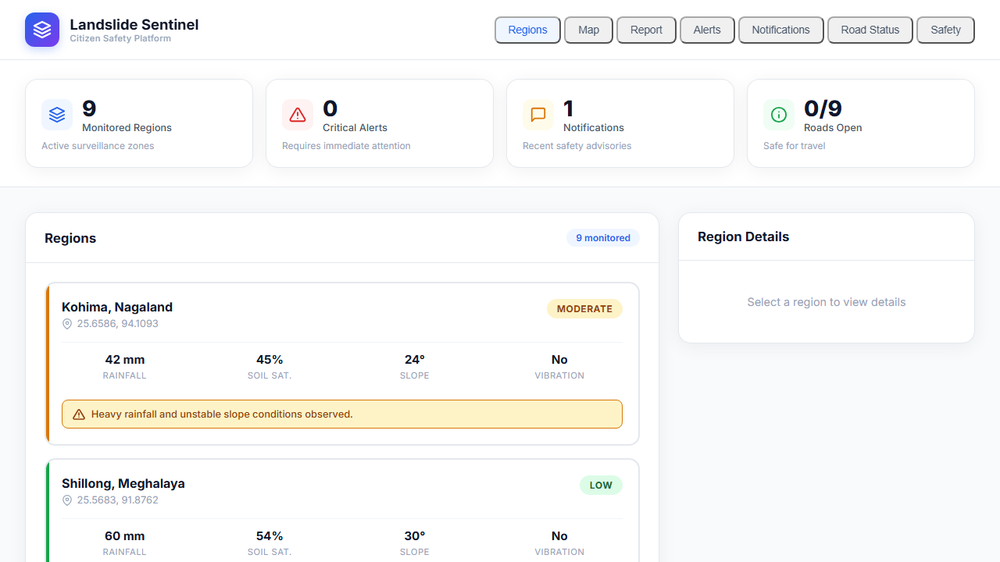 Landslide Sentinel
Citizen Safety Platform
Regions
Map
Report
Alerts
Notifications
Road Status
Safety
9
Monitored Regions
Active surveillance zones
0
Critical Alerts
Requires immediate attention
1
Notifications
Recent safety advisories
0/9
Roads Open
Safe for travel
Regions
9 monitored
Kohima, Nagaland
25.6586, 94.1093
MODERATE
42 mm
RAINFALL
45%
SOIL SAT.
24°
SLOPE
No
VIBRATION
Heavy rainfall and unstable slope conditions observed.
Shillong, Meghalaya
25.5683, 91.8762
LOW
60 mm
RAINFALL
54%
SOIL SAT.
30°
SLOPE
No
VIBRATION
Region Details
Select a region to view details